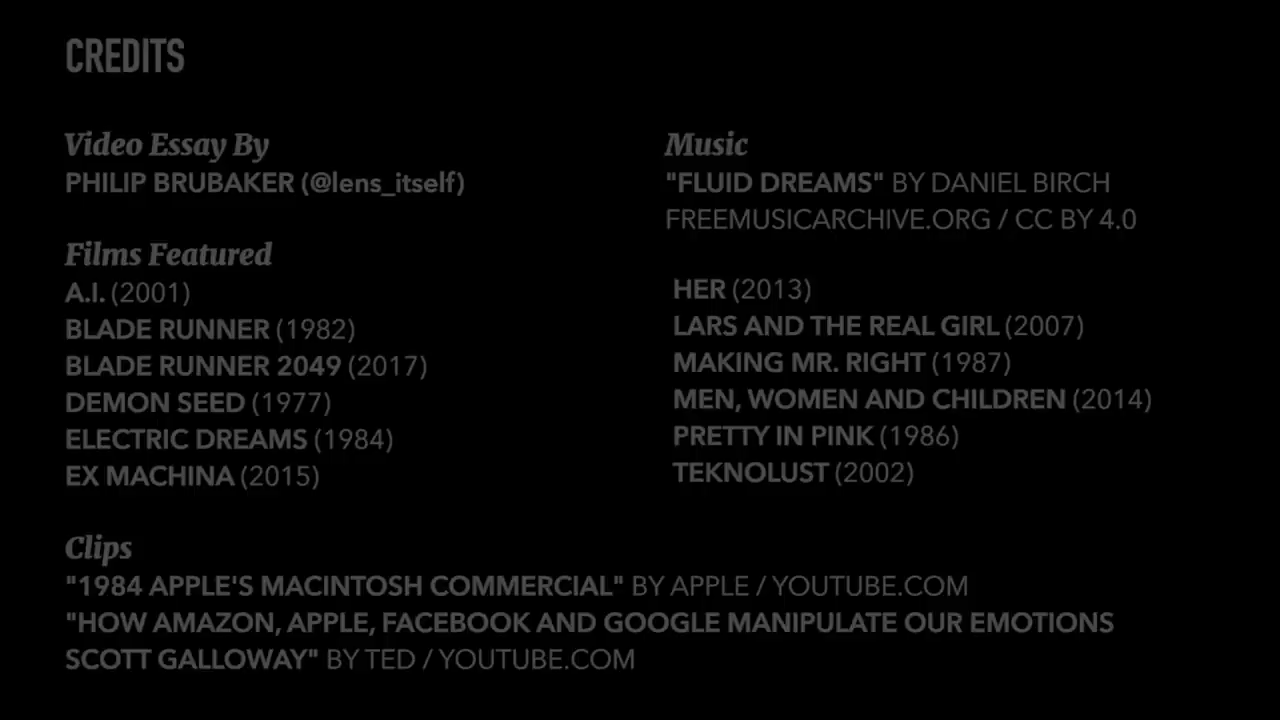 CREDITS
Video Essay By
PHILIP BRUBAKER (@lens_itself)
Music
"FLUID DREAMS" BY DANIEL BIRCH
FREEMUSICARCHIVE.ORG / CC BY 4.0
Films Featured
A.I. (2001)
BLADE RUNNER (1982)
BLADE RUNNER 2049 (2017)
DEMON SEED (1977)
ELECTRIC DREAMS (1984)
EX MACHINA (2015)
HER (2013)
LARS AND THE REAL GIRL (2007)
MAKING MR. RIGHT (1987)
MEN, WOMEN AND CHILDREN (2014)
PRETTY IN PINK (1986)
TEKNOLUST (2002)
Clips
"1984 APPLE'S MACINTOSH COMMERCIAL" BY APPLE / YOUTUBE.COM
"HOW AMAZON, APPLE, FACEBOOK AND GOOGLE MANIPULATE OUR EMOTIONS
SCOTT GALLOWAY" BY TED / YOUTUBE.COM